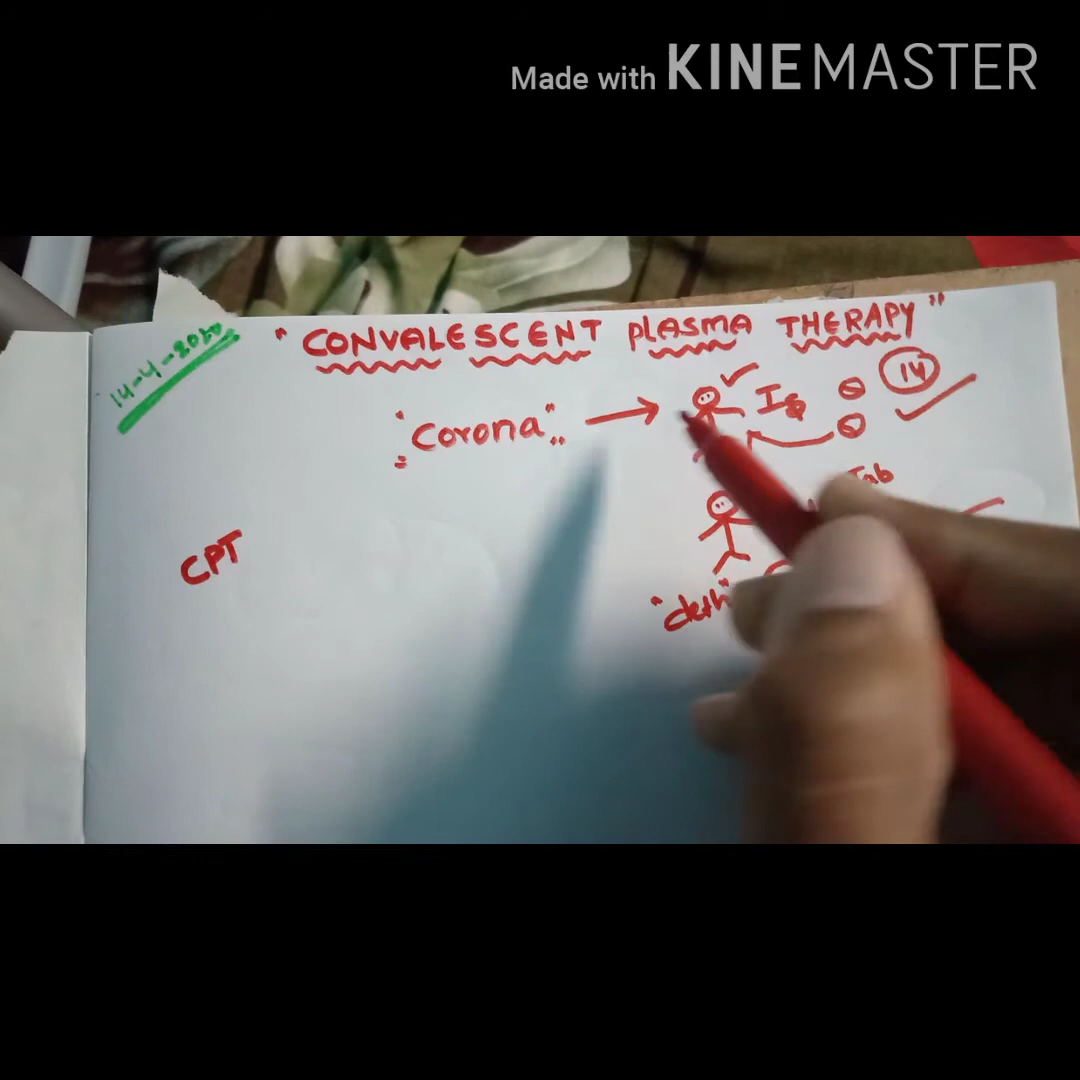 Made with KINEMASTER
14-4-2020
"CONVALESCENT PLASMA THERAPY"
"Corona"
Ig
14
CPT